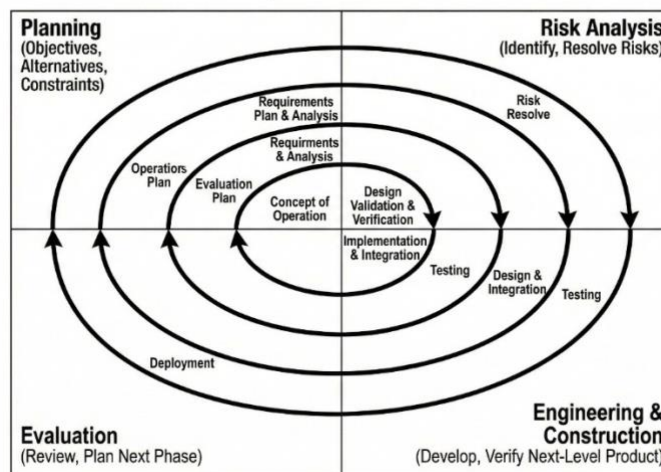 Planning
(Objectives,
Alternatives,
Constraints)
Risk Analysis
(Identify, Resolve Risks)
Requirements
Plan & Analysis
Risk
Resolve
Requirments
& Analysis
Operatiors
Plan
Evaluation
Plan
Concept of
Operation
Design
Validation &
Verification
Implementation
& Integration
Testing
Design &
Integration
Testing
Deployment
Evaluation
(Review, Plan Next Phase)
Engineering &
Construction
(Develop, Verify Next-Level Product)